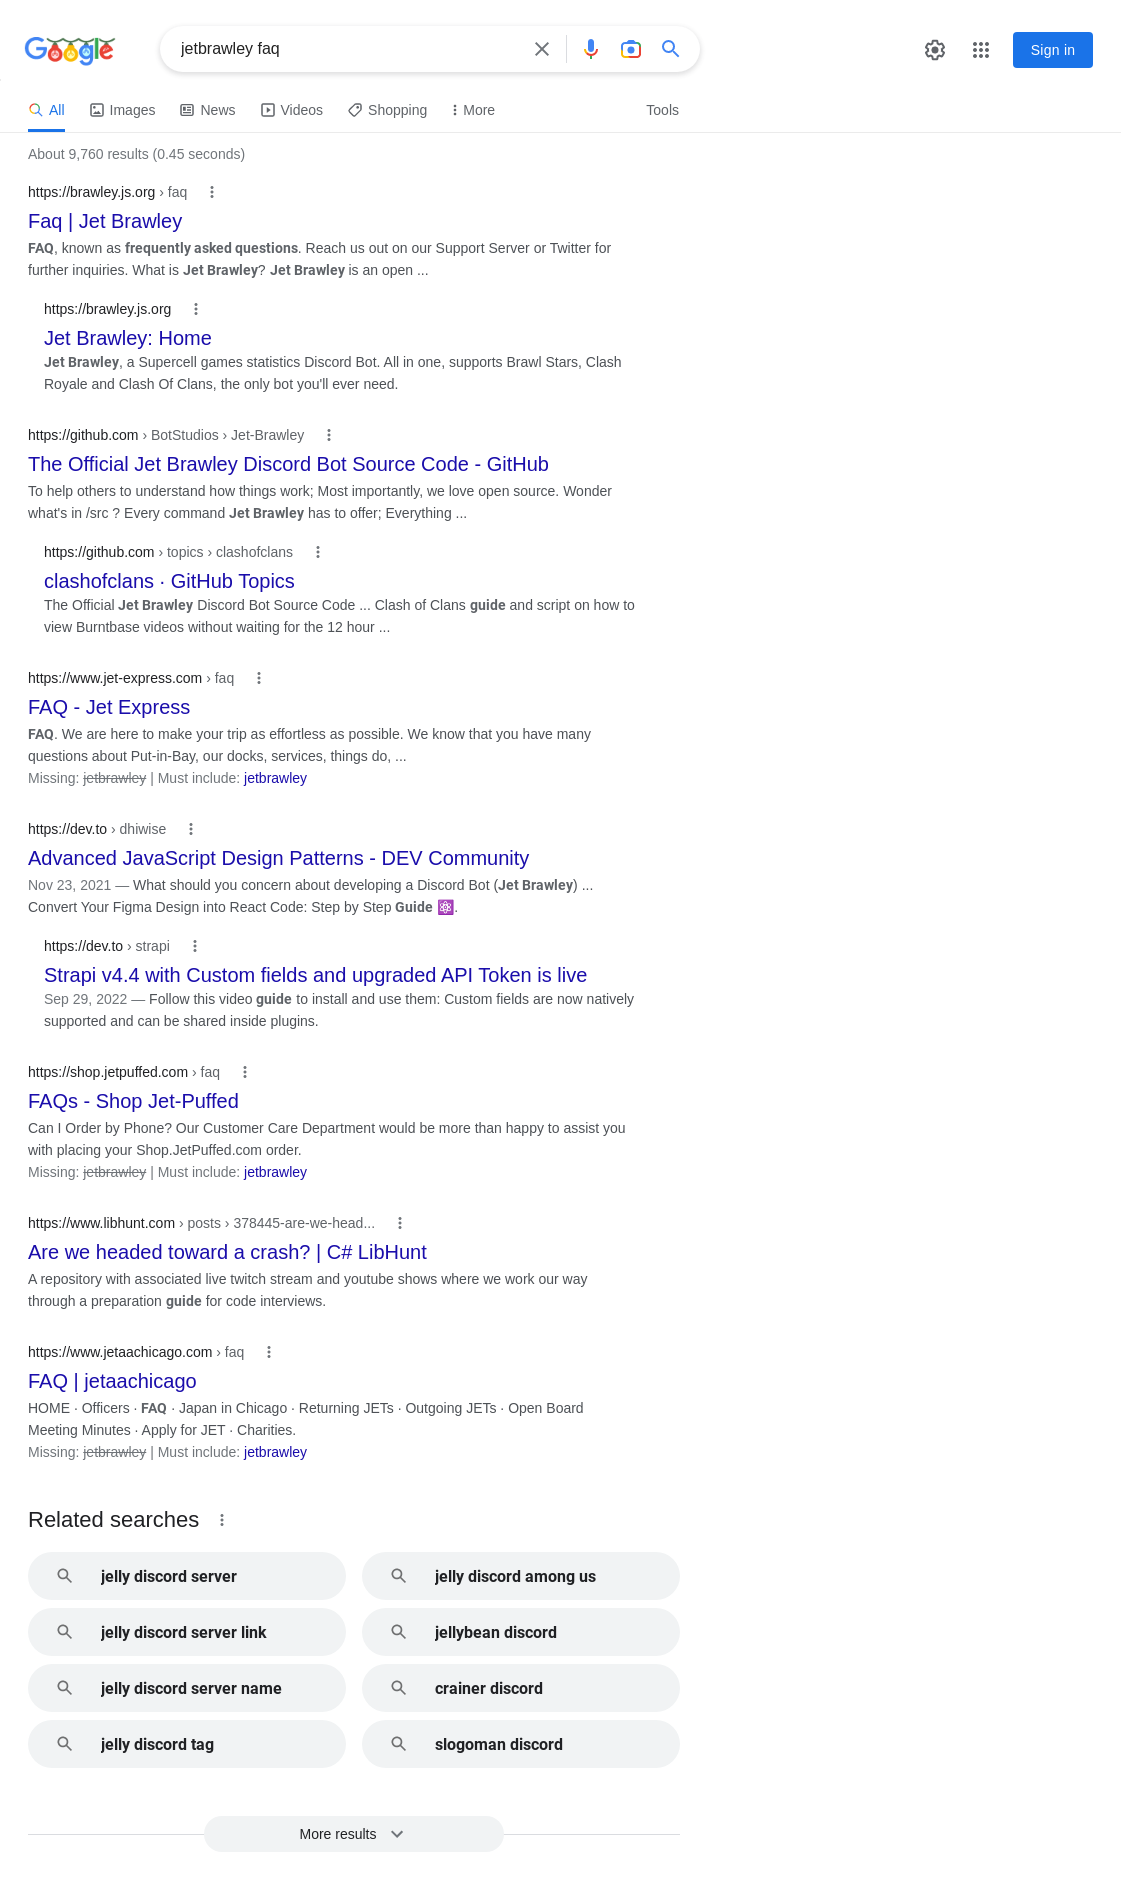 Google
jetbrawley faq
Sign in
All Images News Videos Shopping More Tools
About 9,760 results (0.45 seconds)
https://brawley.js.org › faq
Faq | Jet Brawley
FAQ, known as frequently asked questions. Reach us out on our Support Server or Twitter for
further inquiries. What is Jet Brawley? Jet Brawley is an open ...
https://brawley.js.org
Jet Brawley: Home
Jet Brawley, a Supercell games statistics Discord Bot. All in one, supports Brawl Stars, Clash
Royale and Clash Of Clans, the only bot you'll ever need.
https://github.com › BotStudios › Jet-Brawley
The Official Jet Brawley Discord Bot Source Code - GitHub
To help others to understand how things work; Most importantly, we love open source. Wonder
what's in /src ? Every command Jet Brawley has to offer; Everything ...
https://github.com › topics › clashofclans
clashofclans · GitHub Topics
The Official Jet Brawley Discord Bot Source Code ... Clash of Clans guide and script on how to
view Burntbase videos without waiting for the 12 hour ...
https://www.jet-express.com › faq
FAQ - Jet Express
FAQ. We are here to make your trip as effortless as possible. We know that you have many
questions about Put-in-Bay, our docks, services, things do, ...
Missing: jetbrawley | Must include: jetbrawley
https://dev.to › dhiwise
Advanced JavaScript Design Patterns - DEV Community
Nov 23, 2021 — What should you concern about developing a Discord Bot (Jet Brawley) ...
Convert Your Figma Design into React Code: Step by Step Guide ⚛️.
https://dev.to › strapi
Strapi v4.4 with Custom fields and upgraded API Token is live
Sep 29, 2022 — Follow this video guide to install and use them: Custom fields are now natively
supported and can be shared inside plugins.
https://shop.jetpuffed.com › faq
FAQs - Shop Jet-Puffed
Can I Order by Phone? Our Customer Care Department would be more than happy to assist you
with placing your Shop.JetPuffed.com order.
Missing: jetbrawley | Must include: jetbrawley
https://www.libhunt.com › posts › 378445-are-we-head...
Are we headed toward a crash? | C# LibHunt
A repository with associated live twitch stream and youtube shows where we work our way
through a preparation guide for code interviews.
https://www.jetaachicago.com › faq
FAQ | jetaachicago
HOME · Officers · FAQ · Japan in Chicago · Returning JETs · Outgoing JETs · Open Board
Meeting Minutes · Apply for JET · Charities.
Missing: jetbrawley | Must include: jetbrawley
Related searches
jelly discord server
jelly discord among us
jelly discord server link
jellybean discord
jelly discord server name
crainer discord
jelly discord tag
slogoman discord
More results